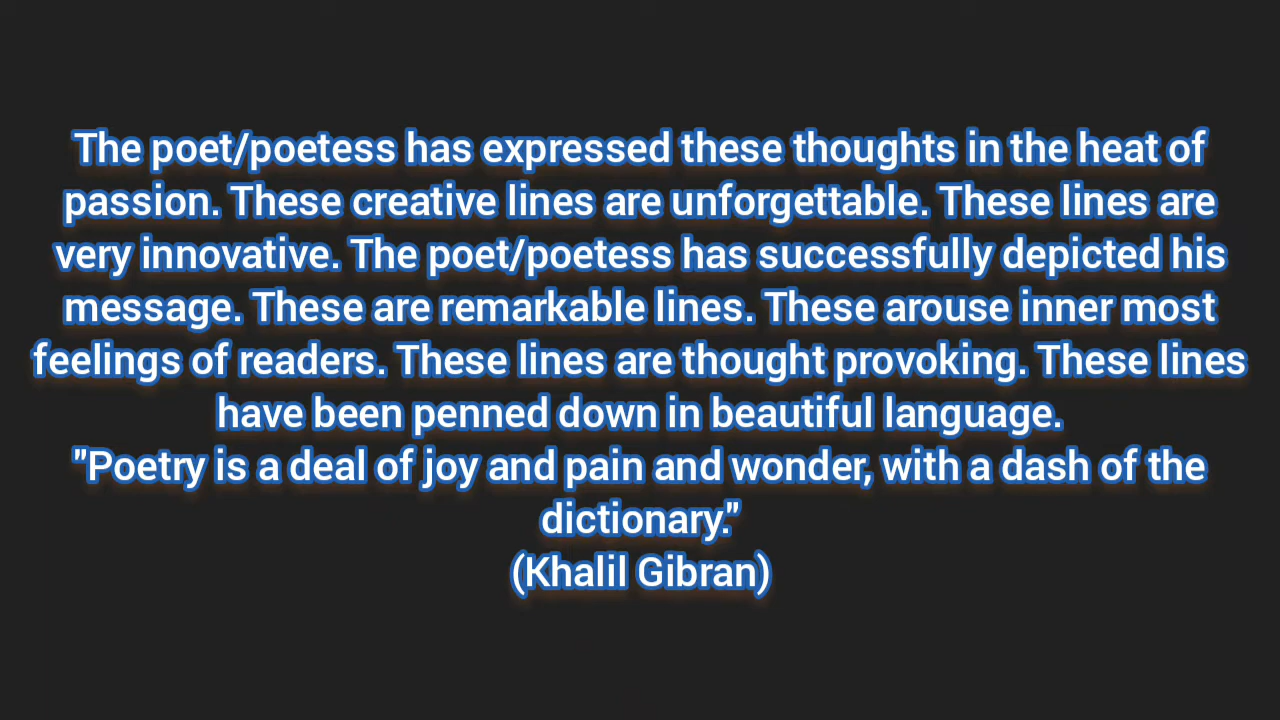 The poet/poetess has expressed these thoughts in the heat of
passion. These creative lines are unforgettable. These lines are
very innovative. The poet/poetess has successfully depicted his
message. These are remarkable lines. These arouse inner most
feelings of readers. These lines are thought provoking. These lines
have been penned down in beautiful language.
"Poetry is a deal of joy and pain and wonder, with a dash of the
dictionary."
(Khalil Gibran)